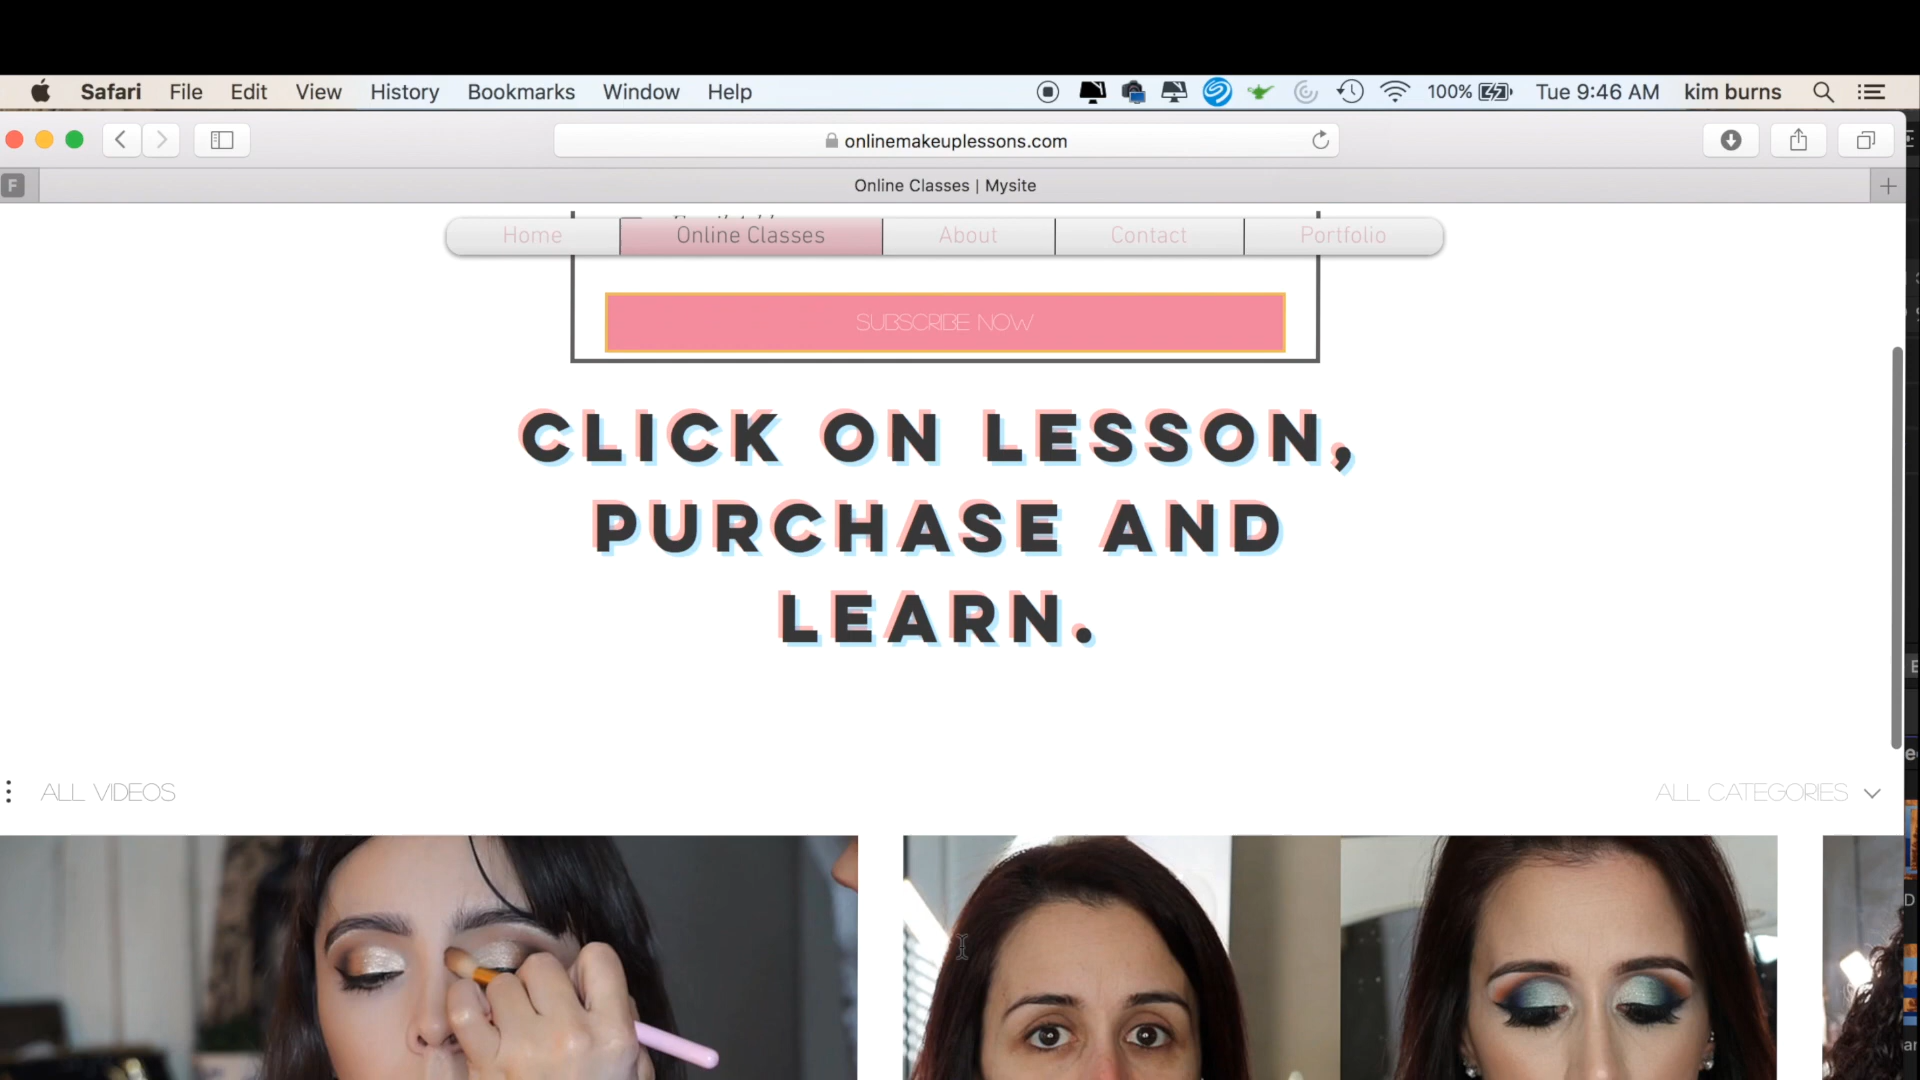 Safari File Edit View History Bookmarks Window Help 100% Tue 9:46 AM kim burns
onlinemakeuplessons.com
F Online Classes | Mysite
Home Online Classes About Contact Portfolio
SUBSCRIBE NOW
CLICK ON LESSON,
PURCHASE AND
LEARN.
ALL VIDEOS ALL CATEGORIES